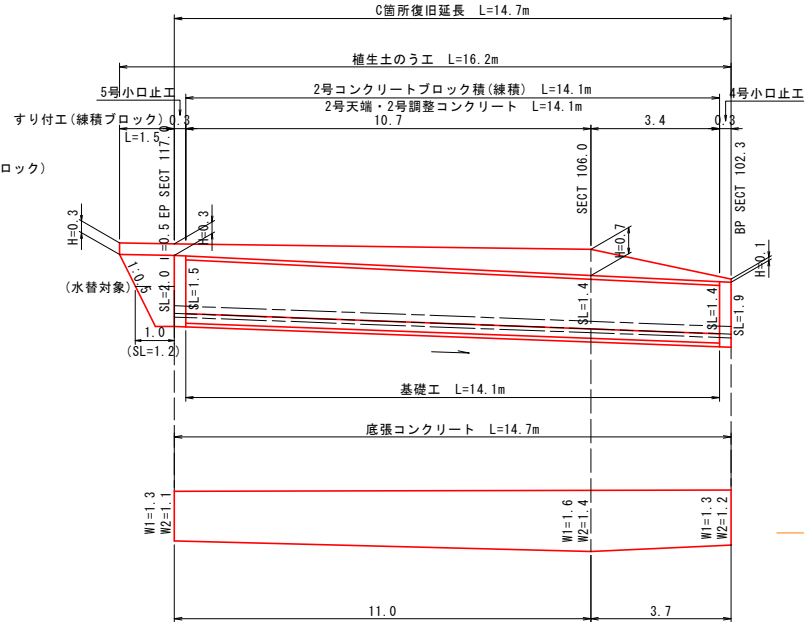 C箇所復旧延長 L=14.7m
植生土のう工 L=16.2m
5号小口止工
2号コンクリートブロック積(練積) L=14.1m
4号小口止工
2号天端・2号調整コンクリート L=14.1m
すり付工(練積ブロック)
0.3
10.7
3.4
0.3
L=1.5
ロック)
EP SECT 117.0
SECT 106.0
BP SECT 102.3
H=0.3
l=0.5
H=0.3
H=0.7
H=0.1
1:0.5
(水替対象)
SL=2.0
SL=1.5
SL=1.4
SL=1.4
SL=1.9
1.0
(SL=1.2)
基礎工 L=14.1m
底張コンクリート L=14.7m
W1=1.3
W2=1.1
W1=1.6
W2=1.4
W1=1.3
W2=1.2
11.0
3.7